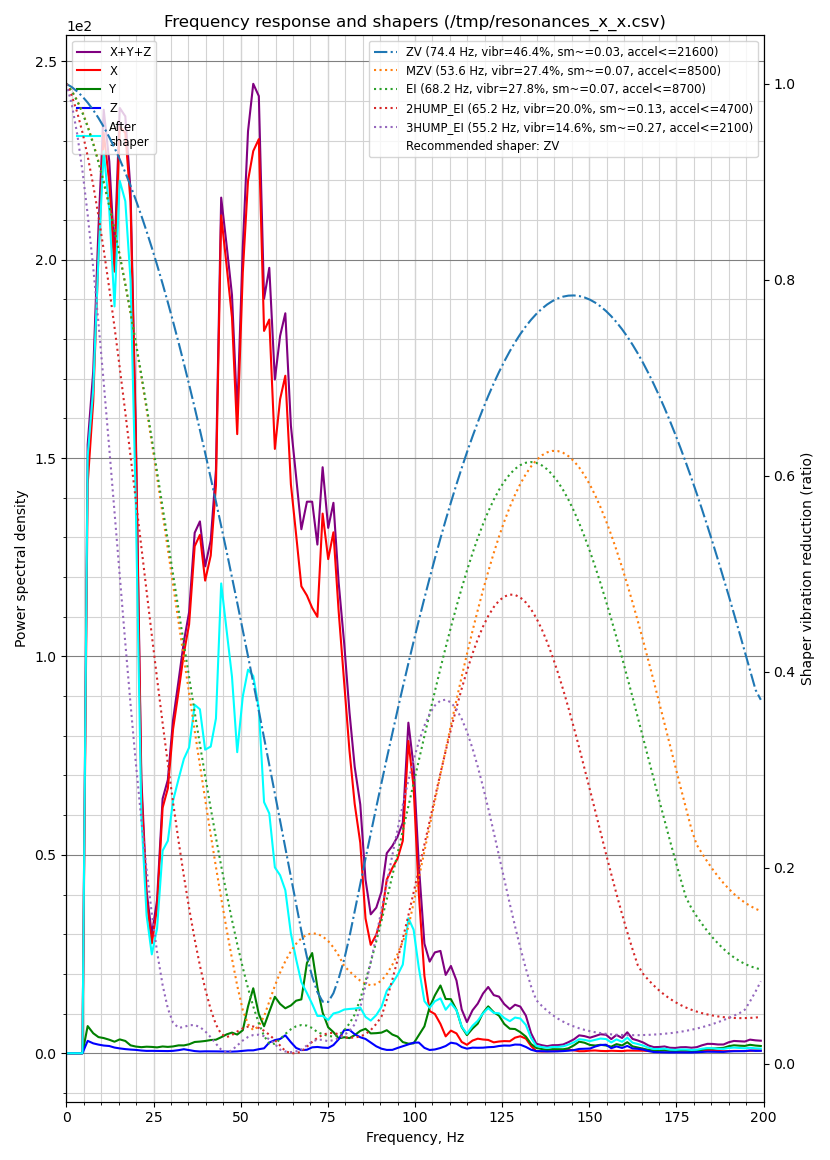 Frequency response and shapers (/tmp/resonances_x_x.csv)
1e2
X+Y+Z
X
Y
Z
After
shaper
ZV (74.4 Hz, vibr=46.4%, sm~=0.03, accel<=21600)
MZV (53.6 Hz, vibr=27.4%, sm~=0.07, accel<=8500)
EI (68.2 Hz, vibr=27.8%, sm~=0.07, accel<=8700)
2HUMP_EI (65.2 Hz, vibr=20.0%, sm~=0.13, accel<=4700)
3HUMP_EI (55.2 Hz, vibr=14.6%, sm~=0.27, accel<=2100)
Recommended shaper: ZV
2.5
2.0
1.5
1.0
0.5
0.0
Power spectral density
1.0
0.8
0.6
0.4
0.2
0.0
Shaper vibration reduction (ratio)
0 25 50 75 100 125 150 175 200
Frequency, Hz